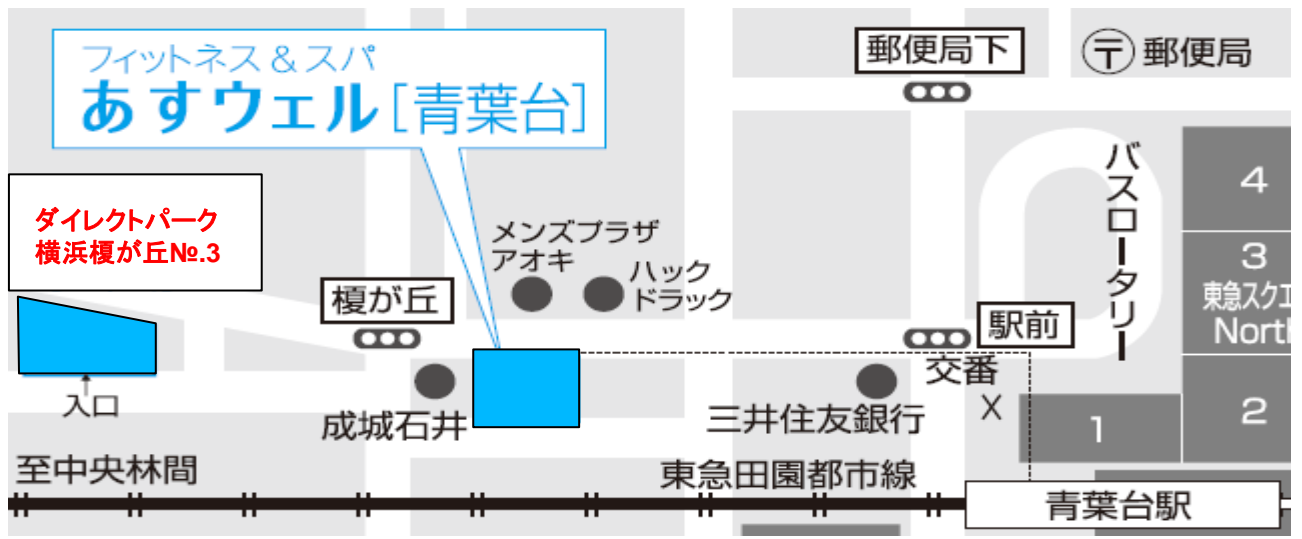 フィットネス＆スパ
あすウェル［青葉台］
郵便局下
〒 郵便局
ダイレクトパーク
横浜榎が丘№.3
メンズプラザ
アオキ
ハック
ドラック
榎が丘
駅前
バスロータリー
4
3
東急スクエ
North
2
1
交番
X
入口
成城石井
三井住友銀行
至中央林間
東急田園都市線
青葉台駅